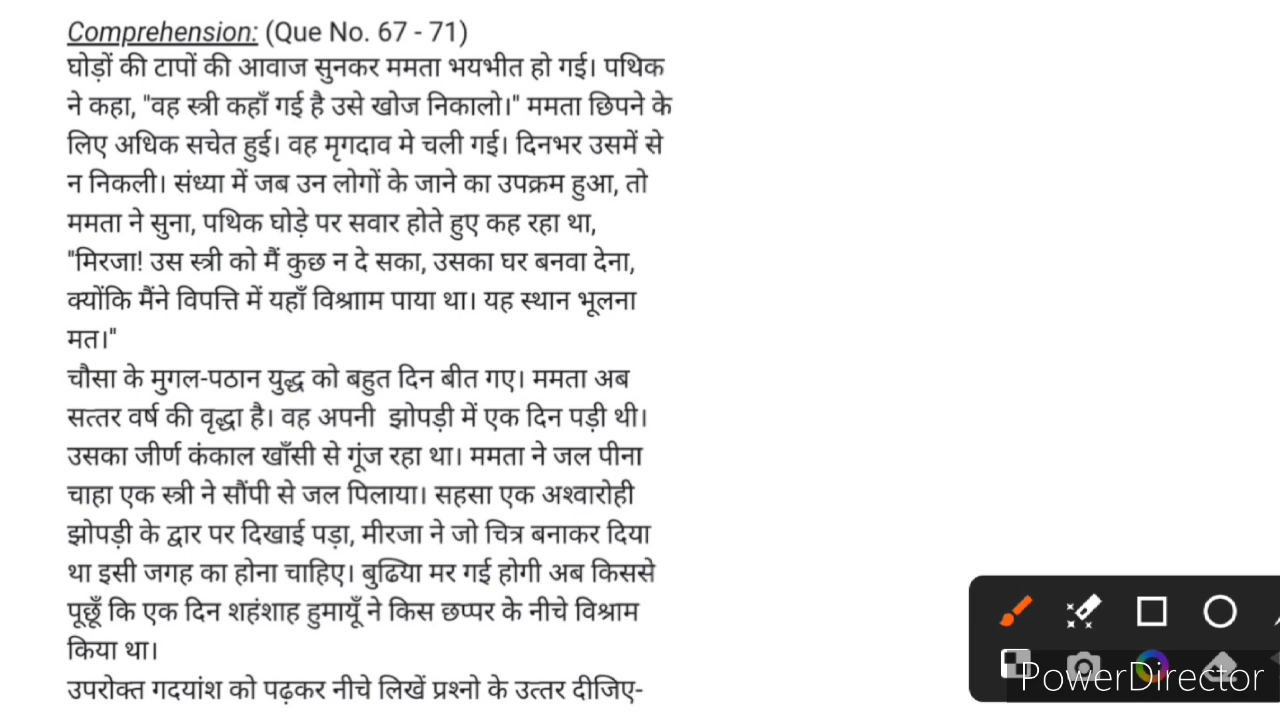 Comprehension: (Que No. 67 - 71)
घोड़ों की टापों की आवाज सुनकर ममता भयभीत हो गई। पथिक
ने कहा, "वह स्त्री कहाँ गई है उसे खोज निकालो।" ममता छिपने के
लिए अधिक सचेत हुई। वह मृगदाव मे चली गई। दिनभर उसमें से
न निकली। संध्या में जब उन लोगों के जाने का उपक्रम हुआ, तो
ममता ने सुना, पथिक घोड़े पर सवार होते हुए कह रहा था,
"मिरजा! उस स्त्री को मैं कुछ न दे सका, उसका घर बनवा देना,
क्योंकि मैंने विपत्ति में यहाँ विश्रााम पाया था। यह स्थान भूलना
मत।"
चौसा के मुगल-पठान युद्ध को बहुत दिन बीत गए। ममता अब
सत्तर वर्ष की वृद्धा है। वह अपनी झोपड़ी में एक दिन पड़ी थी।
उसका जीर्ण कंकाल खाँसी से गूंज रहा था। ममता ने जल पीना
चाहा एक स्त्री ने सौंपी से जल पिलाया। सहसा एक अश्वारोही
झोपड़ी के द्वार पर दिखाई पड़ा, मीरजा ने जो चित्र बनाकर दिया
था इसी जगह का होना चाहिए। बुढिया मर गई होगी अब किससे
पूछूँ कि एक दिन शहंशाह हुमायूँ ने किस छप्पर के नीचे विश्राम
किया था।
उपरोक्त गदयांश को पढ़कर नीचे लिखें प्रश्नो के उत्तर दीजिए-
PowerDirector